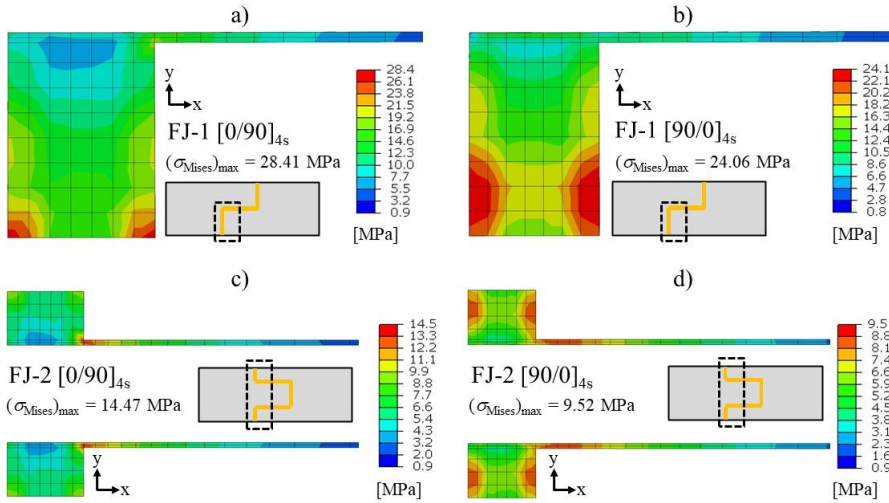 a)
28.4
26.1
23.8
21.5
19.2
16.9
14.6
12.3
10.0
7.7
5.5
3.2
0.9
[MPa]
y
x
FJ-1 [0/90]4s
(σMises)max = 28.41 MPa
b)
24.1
22.1
20.2
18.3
16.3
14.4
12.4
10.5
8.6
6.6
4.7
2.8
0.8
[MPa]
y
x
FJ-1 [90/0]4s
(σMises)max = 24.06 MPa
c)
14.5
13.3
12.2
11.1
9.9
8.8
7.7
6.6
5.4
4.3
3.2
2.0
0.9
[MPa]
FJ-2 [0/90]4s
(σMises)max = 14.47 MPa
y
x
d)
9.5
8.8
8.1
7.4
6.6
5.9
5.2
4.5
3.8
3.1
2.3
1.6
0.9
[MPa]
FJ-2 [90/0]4s
(σMises)max = 9.52 MPa
y
x